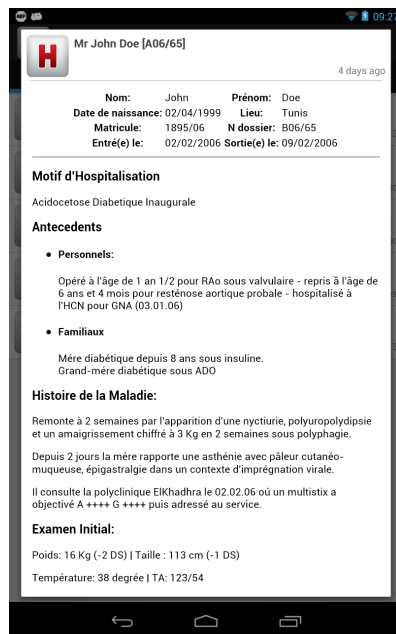 09:27
H
Mr John Doe [A06/65]
4 days ago
Nom: John Prénom: Doe
Date de naissance: 02/04/1999 Lieu: Tunis
Matricule: 1895/06 N dossier: B06/65
Entré(e) le: 02/02/2006 Sortie(e) le: 09/02/2006
Motif d'Hospitalisation
Acidocetose Diabetique Inaugurale
Antecedents
• Personnels:
Opéré à l'âge de 1 an 1/2 pour RAo sous valvulaire - repris à l'âge de
6 ans et 4 mois pour resténose aortique probale - hospitalisé à
l'HCN pour GNA (03.01.06)
• Familiaux
Mére diabétique depuis 8 ans sous insuline.
Grand-mére diabétique sous ADO
Histoire de la Maladie:
Remonte à 2 semaines par l'apparition d'une nyctiurie, polyuropolydipsie
et un amaigrissement chiffré à 3 Kg en 2 semaines sous polyphagie.
Depuis 2 jours la mére rapporte une asthénie avec pâleur cutanéo-
muqueuse, épigastralgie dans un contexte d'imprégnation virale.
Il consulte la polyclinique ElKhadhra le 02.02.06 oú un multistix a
objectivé A ++++ G ++++ puis adressé au service.
Examen Initial:
Poids: 16 Kg (-2 DS) | Taille : 113 cm (-1 DS)
Température: 38 degrée | TA: 123/54